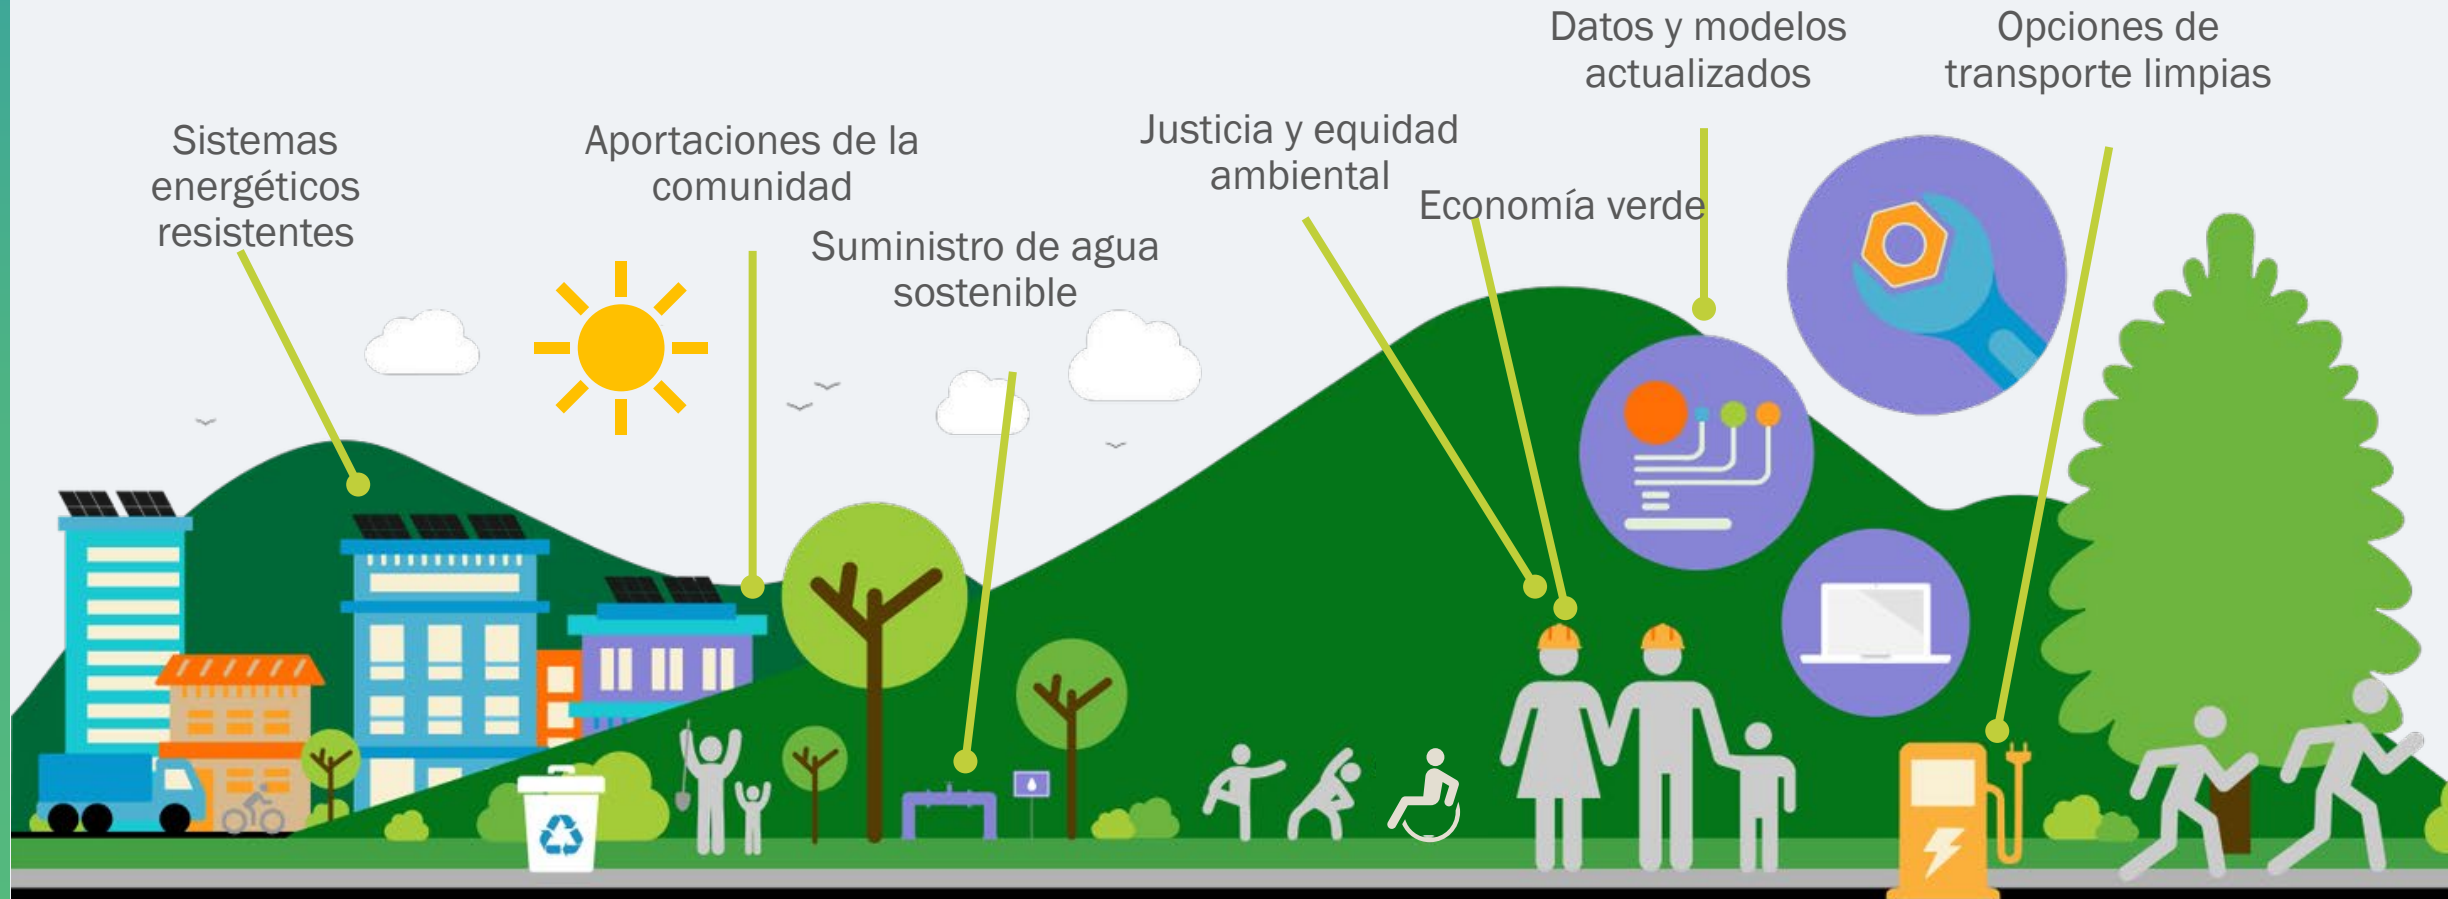 Sistemas
energéticos
resistentes
Aportaciones de la
comunidad
Suministro de agua
sostenible
Justicia y equidad
ambiental
Economía verde
Datos y modelos
actualizados
Opciones de
transporte limpias